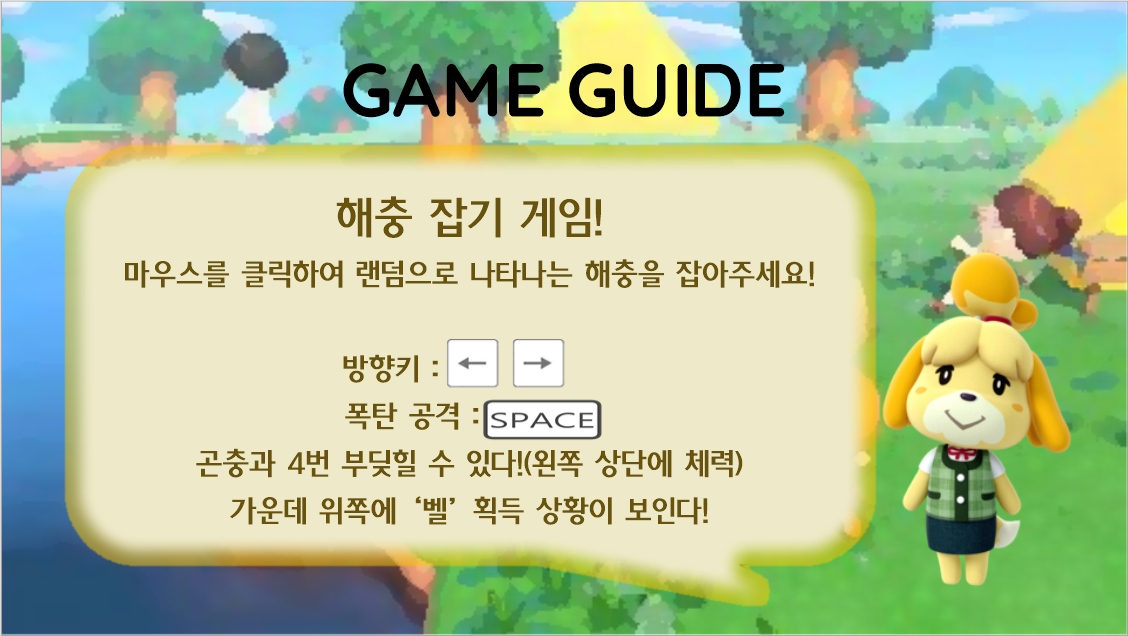 GAME GUIDE
해충 잡기 게임!
마우스를 클릭하여 랜덤으로 나타나는 해충을 잡아주세요!
방향키 : ← →
폭탄 공격 : SPACE
곤충과 4번 부딪힐 수 있다!(왼쪽 상단에 체력)
가운데 위쪽에 ‘벨’ 획득 상황이 보인다!